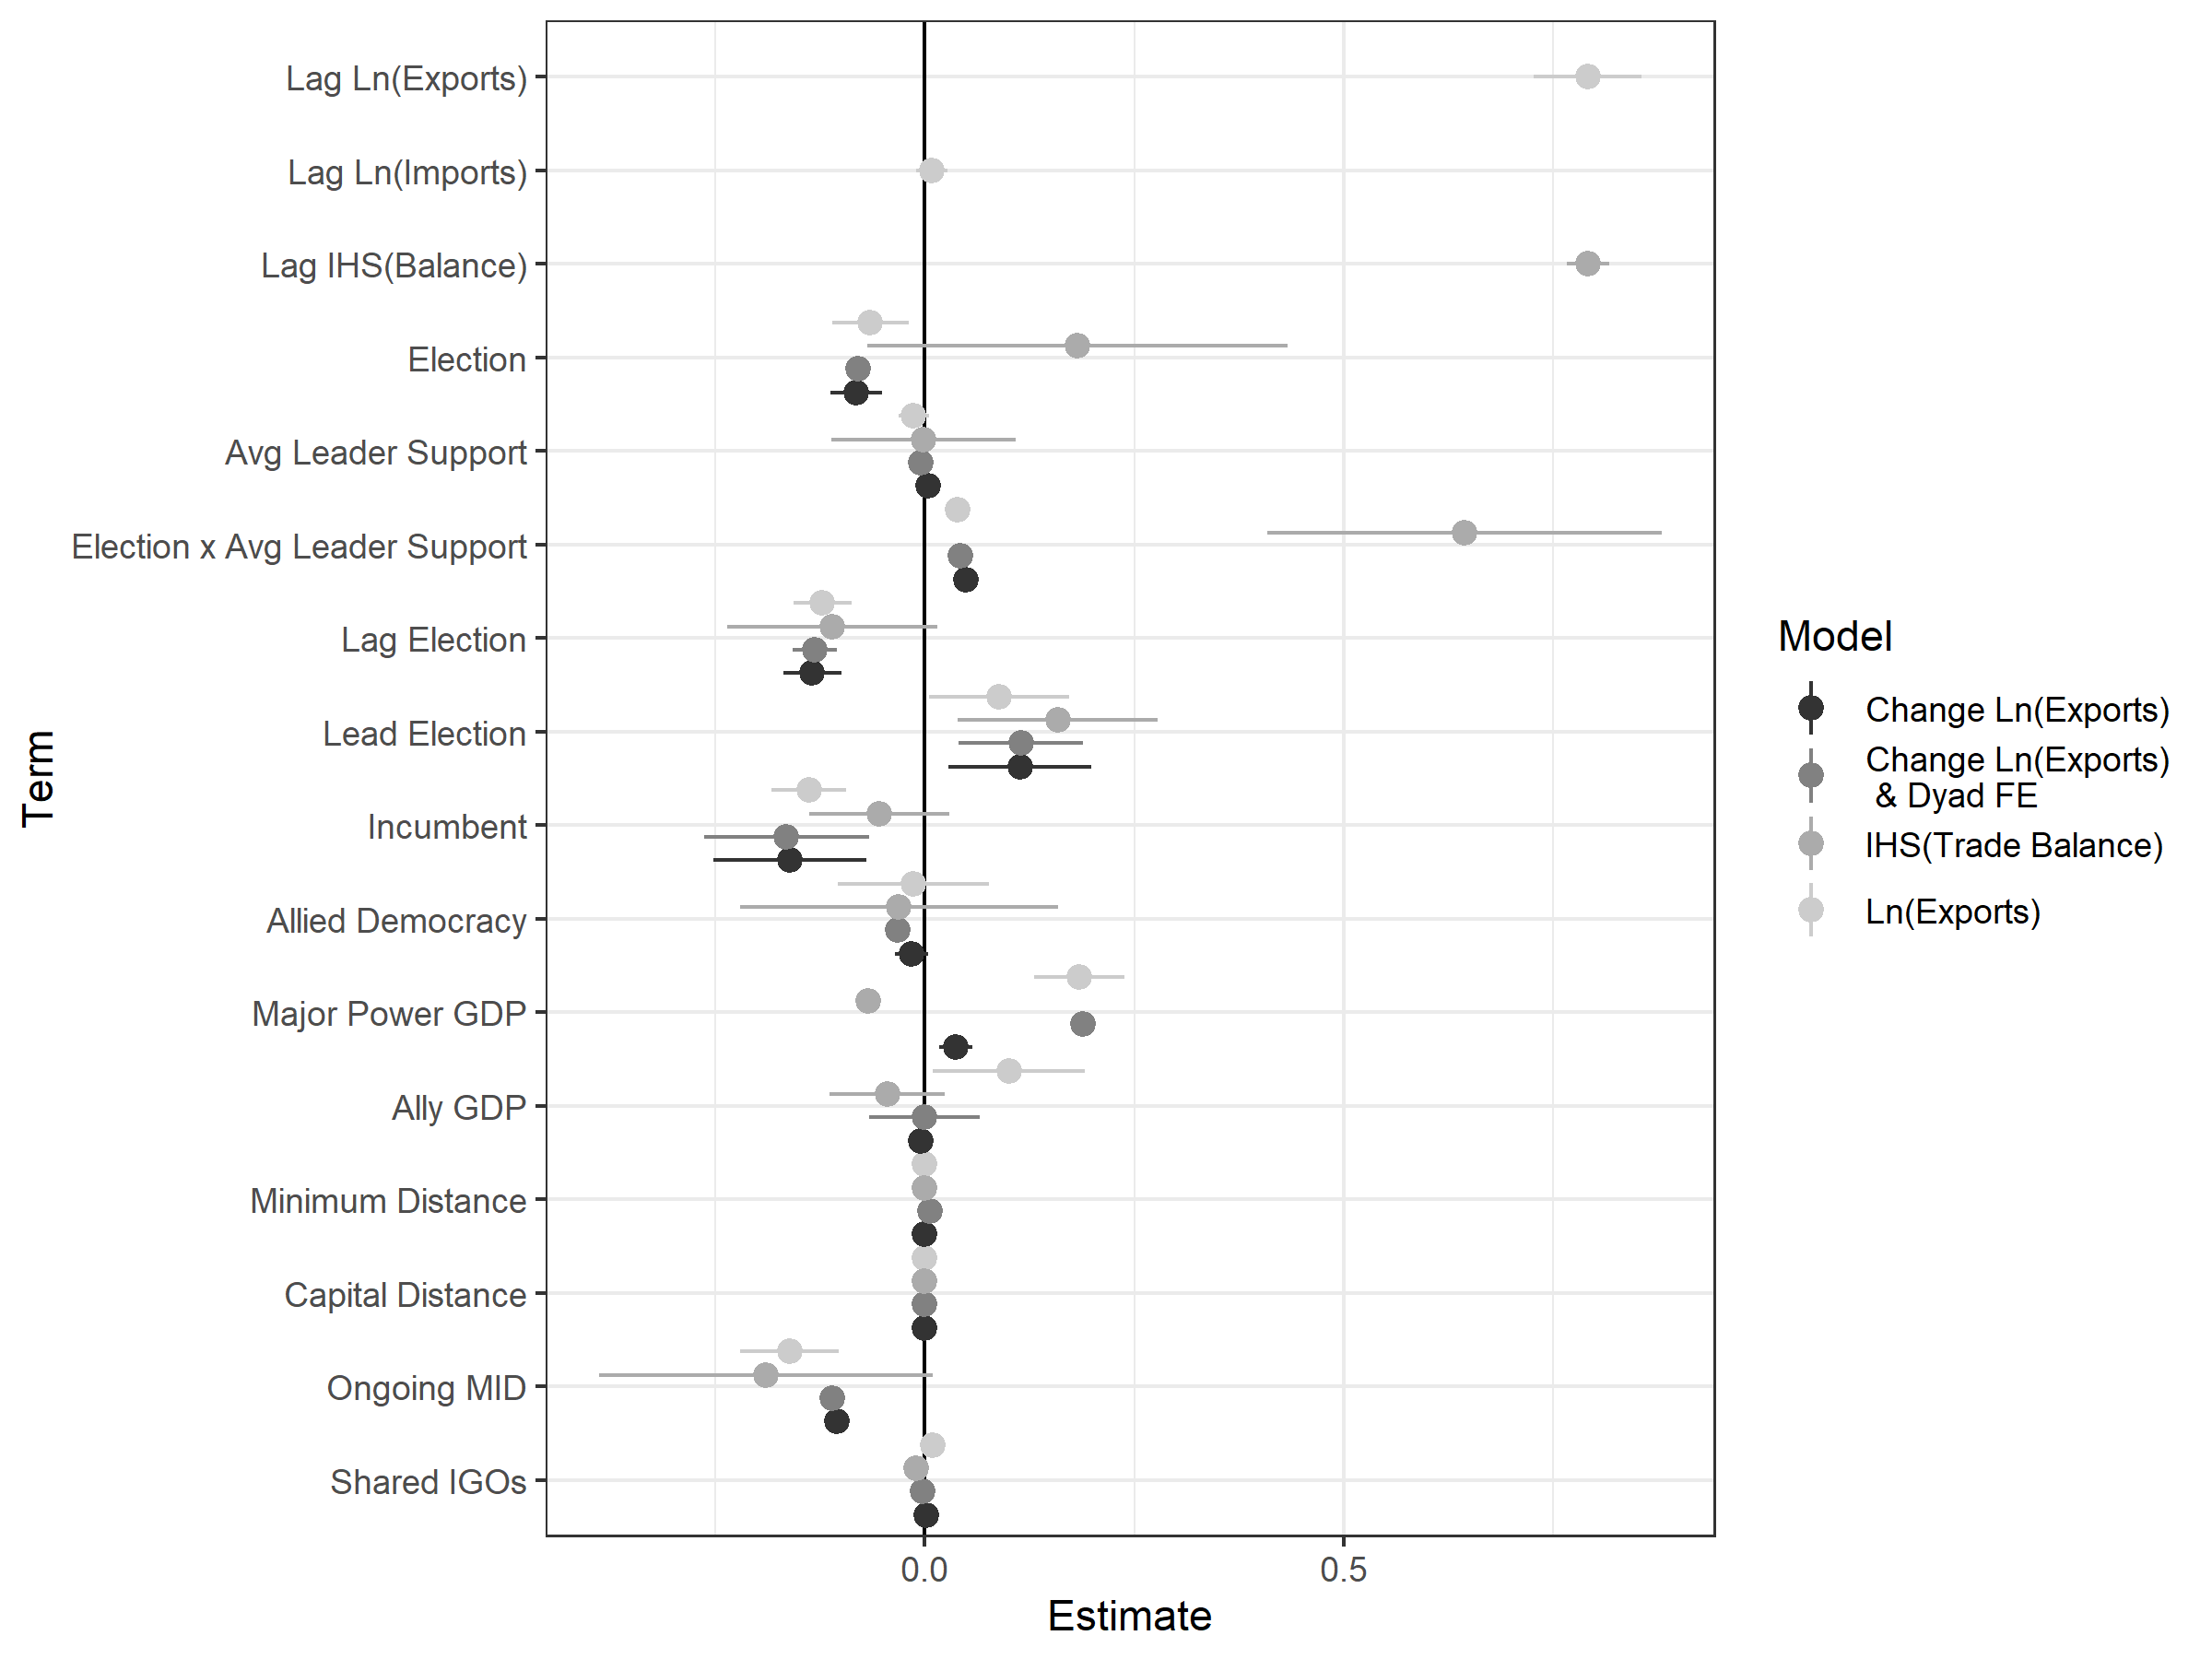 Lag Ln(Exports)
Lag Ln(Imports)
Lag IHS(Balance)
Election
Avg Leader Support
Election x Avg Leader Support
Lag Election
Lead Election
Incumbent
Allied Democracy
Major Power GDP
Ally GDP
Minimum Distance
Capital Distance
Ongoing MID
Shared IGOs
Term
0.0
0.5
Estimate
Model
Change Ln(Exports)
Change Ln(Exports)
& Dyad FE
IHS(Trade Balance)
Ln(Exports)